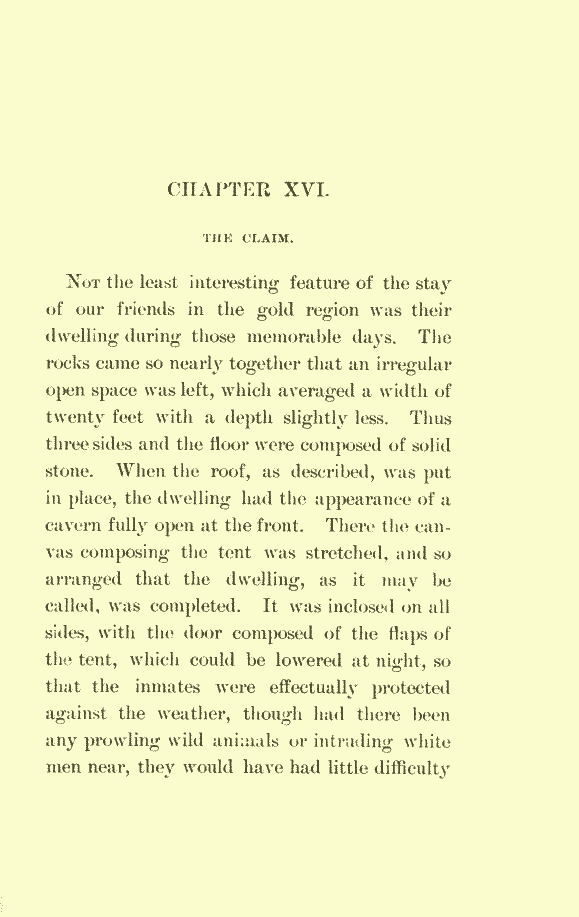 CHAPTER XVI.
THE CLAIM.
NOT the least interesting feature of the stay
of our friends in the gold region was their
dwelling during those memorable days. The
rocks came so nearly together that an irregular
open space was left, which averaged a width of
twenty feet with a depth slightly less. Thus
three sides and the floor were composed of solid
stone. When the roof, as described, was put
in place, the dwelling had the appearance of a
cavern fully open at the front. There the can-
vas composing the tent was stretched, and so
arranged that the dwelling, as it may be
called, was completed. It was inclosed on all
sides, with the door composed of the flaps of
the tent, which could be lowered at night, so
that the inmates were effectually protected
against the weather, though had there been
any prowling wild animals or intruding white
men near, they would have had little difficulty